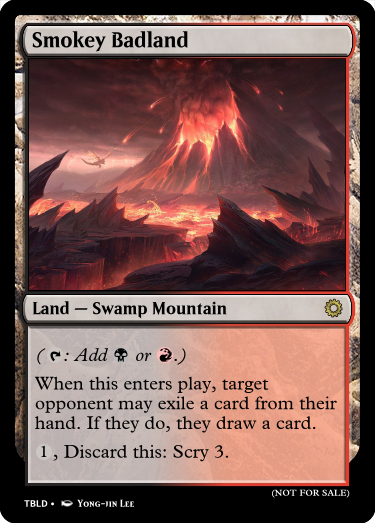 Smokey Badland
Land — Swamp Mountain
( : Add or .)
When this enters play, target
opponent may exile a card from their
hand. If they do, they draw a card.
1 , Discard this: Scry 3.
(NOT FOR SALE)
TBLD • Yong-jin Lee